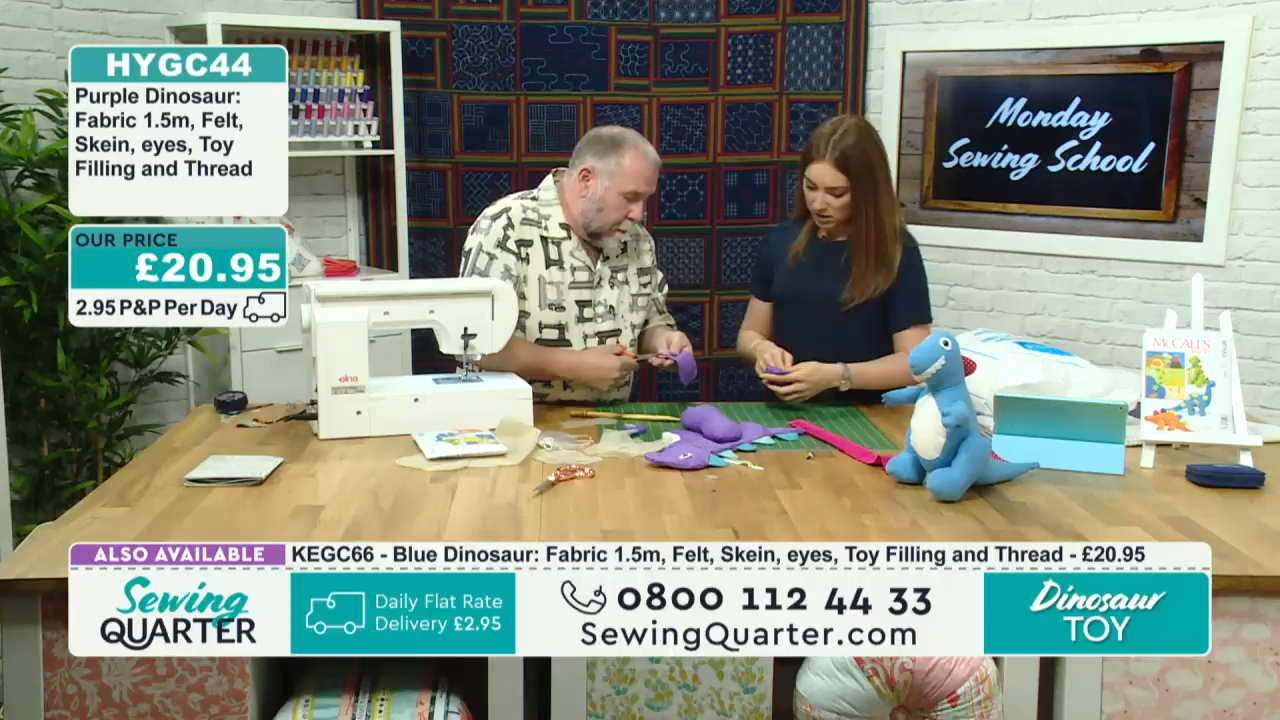 HYGC44
Purple Dinosaur:
Fabric 1.5m, Felt,
Skein, eyes, Toy
Filling and Thread
OUR PRICE
£20.95
2.95 P&P Per Day
Monday
Sewing School
elna
McCALL'S
ALSO AVAILABLE
KEGC66 - Blue Dinosaur: Fabric 1.5m, Felt, Skein, eyes, Toy Filling and Thread - £20.95
Sewing
QUARTER
Daily Flat Rate
Delivery £2.95
0800 112 44 33
SewingQuarter.com
Dinosaur
TOY